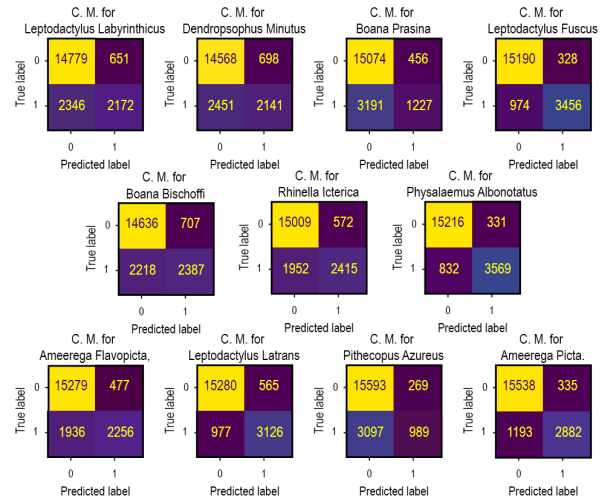 C. M. for
Leptodactylus Labyrinthicus
True label
0
14779 651
1
2346 2172
0 1
Predicted label
C. M. for
Dendropsophus Minutus
True label
0
14568 698
1
2451 2141
0 1
Predicted label
C. M. for
Boana Prasina
True label
0
15074 456
1
3191 1227
0 1
Predicted label
C. M. for
Leptodactylus Fuscus
True label
0
15190 328
1
974 3456
0 1
Predicted label
C. M. for
Boana Bischoffi
True label
0
14636 707
1
2218 2387
0 1
Predicted label
C. M. for
Rhinella Icterica
True label
0
15009 572
1
1952 2415
0 1
Predicted label
C. M. for
Physalaemus Albonotatus
True label
0
15216 331
1
832 3569
0 1
Predicted label
C. M. for
Ameerega Flavopicta,
True label
0
15279 477
1
1936 2256
0 1
Predicted label
C. M. for
Leptodactylus Latrans
True label
0
15280 565
1
977 3126
0 1
Predicted label
C. M. for
Pithecopus Azureus
True label
0
15593 269
1
3097 989
0 1
Predicted label
C. M. for
Ameerega Picta.
True label
0
15538 335
1
1193 2882
0 1
Predicted label